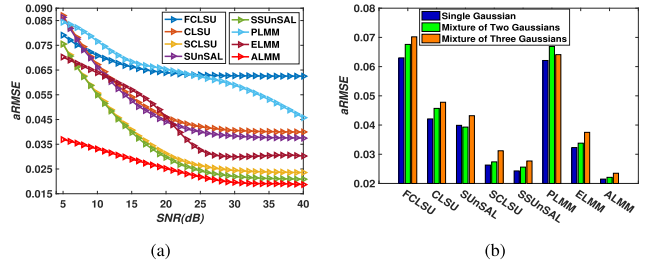 0.090
0.075
0.065
0.055
0.045
0.035
0.025
0.015
aRMSE
5
10
15
20
25
30
35
40
SNR(dB)
FCLSU
CLSU
SCLSU
SUnSAL
SSUnSAL
PLMM
ELMM
ALMM
(a)
0.08
0.07
0.06
0.05
0.04
0.03
0.02
aRMSE
Single Gaussian
Mixture of Two Gaussians
Mixture of Three Gaussians
FCLSU
CLSU
SUnSAL
SCLSU
SSUnSAL
PLMM
ELMM
ALMM
(b)